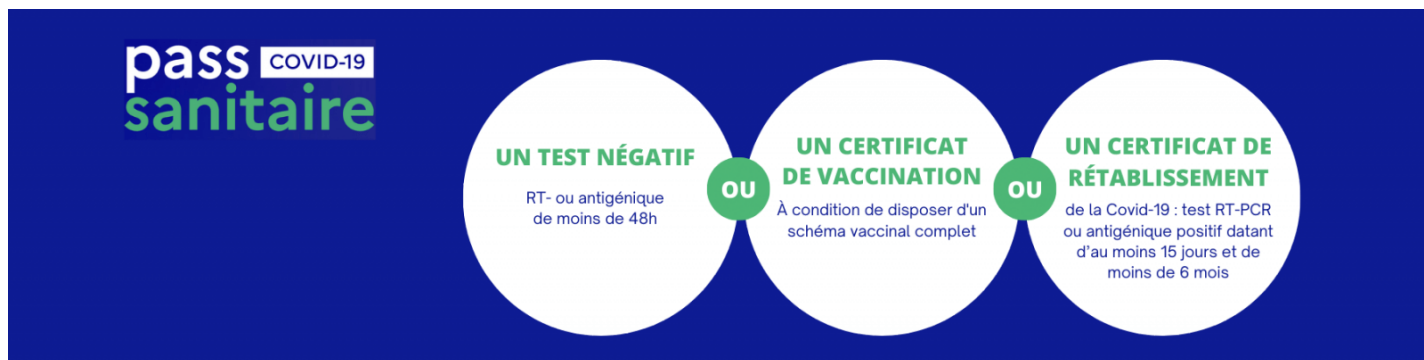 pass COVID-19
sanitaire
UN TEST NÉGATIF
RT- ou antigénique
de moins de 48h
OU
UN CERTIFICAT
DE VACCINATION
À condition de disposer d'un
schéma vaccinal complet
OU
UN CERTIFICAT DE
RÉTABLISSEMENT
de la Covid-19 : test RT-PCR
ou antigénique positif datant
d’au moins 15 jours et de
moins de 6 mois